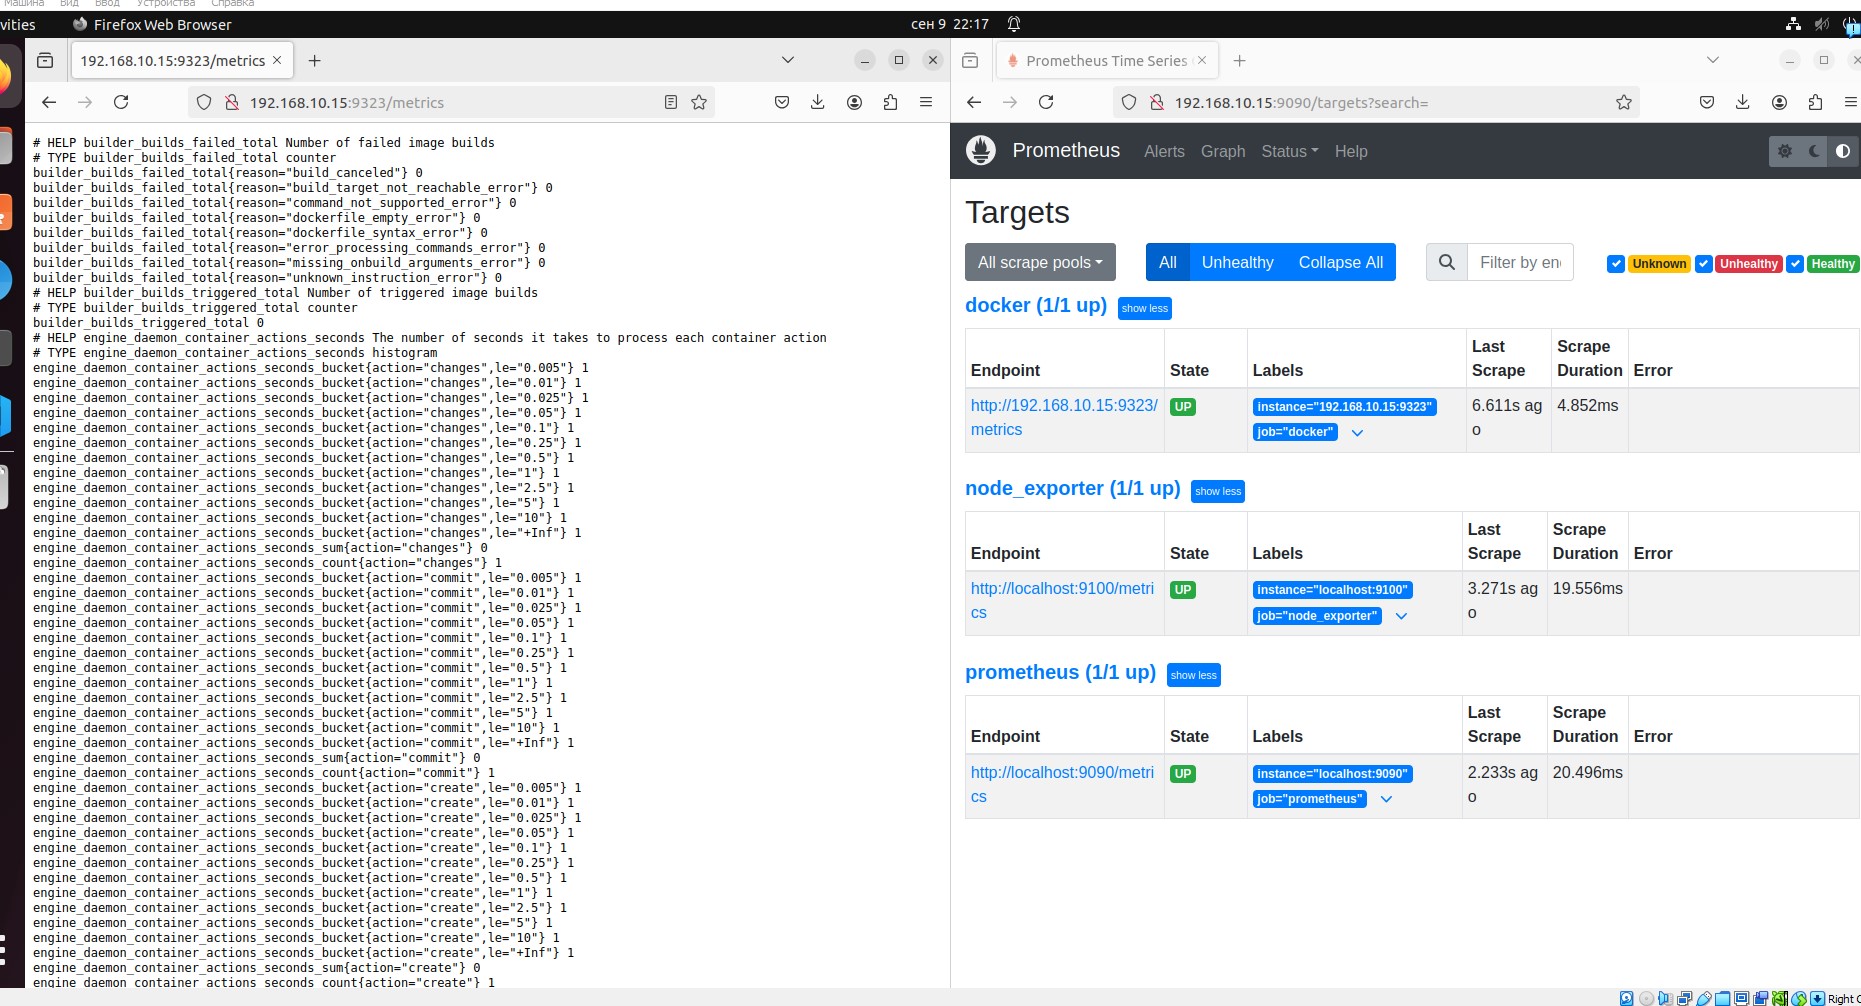 Машина Вид Ввод Устройства Справка
vities Firefox Web Browser сен 9 22:17
192.168.10.15:9323/metrics
192.168.10.15:9323/metrics
# HELP builder_builds_failed_total Number of failed image builds
# TYPE builder_builds_failed_total counter
builder_builds_failed_total{reason="build_canceled"} 0
builder_builds_failed_total{reason="build_target_not_reachable_error"} 0
builder_builds_failed_total{reason="command_not_supported_error"} 0
builder_builds_failed_total{reason="dockerfile_empty_error"} 0
builder_builds_failed_total{reason="dockerfile_syntax_error"} 0
builder_builds_failed_total{reason="error_processing_commands_error"} 0
builder_builds_failed_total{reason="missing_onbuild_arguments_error"} 0
builder_builds_failed_total{reason="unknown_instruction_error"} 0
# HELP builder_builds_triggered_total Number of triggered image builds
# TYPE builder_builds_triggered_total counter
builder_builds_triggered_total 0
# HELP engine_daemon_container_actions_seconds The number of seconds it takes to process each container action
# TYPE engine_daemon_container_actions_seconds histogram
engine_daemon_container_actions_seconds_bucket{action="changes",le="0.005"} 1
engine_daemon_container_actions_seconds_bucket{action="changes",le="0.01"} 1
engine_daemon_container_actions_seconds_bucket{action="changes",le="0.025"} 1
engine_daemon_container_actions_seconds_bucket{action="changes",le="0.05"} 1
engine_daemon_container_actions_seconds_bucket{action="changes",le="0.1"} 1
engine_daemon_container_actions_seconds_bucket{action="changes",le="0.25"} 1
engine_daemon_container_actions_seconds_bucket{action="changes",le="0.5"} 1
engine_daemon_container_actions_seconds_bucket{action="changes",le="1"} 1
engine_daemon_container_actions_seconds_bucket{action="changes",le="2.5"} 1
engine_daemon_container_actions_seconds_bucket{action="changes",le="5"} 1
engine_daemon_container_actions_seconds_bucket{action="changes",le="10"} 1
engine_daemon_container_actions_seconds_bucket{action="changes",le="+Inf"} 1
engine_daemon_container_actions_seconds_sum{action="changes"} 0
engine_daemon_container_actions_seconds_count{action="changes"} 1
engine_daemon_container_actions_seconds_bucket{action="commit",le="0.005"} 1
engine_daemon_container_actions_seconds_bucket{action="commit",le="0.01"} 1
engine_daemon_container_actions_seconds_bucket{action="commit",le="0.025"} 1
engine_daemon_container_actions_seconds_bucket{action="commit",le="0.05"} 1
engine_daemon_container_actions_seconds_bucket{action="commit",le="0.1"} 1
engine_daemon_container_actions_seconds_bucket{action="commit",le="0.25"} 1
engine_daemon_container_actions_seconds_bucket{action="commit",le="0.5"} 1
engine_daemon_container_actions_seconds_bucket{action="commit",le="1"} 1
engine_daemon_container_actions_seconds_bucket{action="commit",le="2.5"} 1
engine_daemon_container_actions_seconds_bucket{action="commit",le="5"} 1
engine_daemon_container_actions_seconds_bucket{action="commit",le="10"} 1
engine_daemon_container_actions_seconds_bucket{action="commit",le="+Inf"} 1
engine_daemon_container_actions_seconds_sum{action="commit"} 0
engine_daemon_container_actions_seconds_count{action="commit"} 1
engine_daemon_container_actions_seconds_bucket{action="create",le="0.005"} 1
engine_daemon_container_actions_seconds_bucket{action="create",le="0.01"} 1
engine_daemon_container_actions_seconds_bucket{action="create",le="0.025"} 1
engine_daemon_container_actions_seconds_bucket{action="create",le="0.05"} 1
engine_daemon_container_actions_seconds_bucket{action="create",le="0.1"} 1
engine_daemon_container_actions_seconds_bucket{action="create",le="0.25"} 1
engine_daemon_container_actions_seconds_bucket{action="create",le="0.5"} 1
engine_daemon_container_actions_seconds_bucket{action="create",le="1"} 1
engine_daemon_container_actions_seconds_bucket{action="create",le="2.5"} 1
engine_daemon_container_actions_seconds_bucket{action="create",le="5"} 1
engine_daemon_container_actions_seconds_bucket{action="create",le="10"} 1
engine_daemon_container_actions_seconds_bucket{action="create",le="+Inf"} 1
engine_daemon_container_actions_seconds_sum{action="create"} 0
engine_daemon_container_actions_seconds_count{action="create"} 1
Prometheus Time Series
192.168.10.15:9090/targets?search=
Prometheus Alerts Graph Status Help
Targets
All scrape pools All Unhealthy Collapse All Filter by en Unknown Unhealthy Healthy
docker (1/1 up) show less
Endpoint State Labels Last Scrape Scrape Duration Error
http://192.168.10.15:9323/ UP instance="192.168.10.15:9323" 6.611s ag 4.852ms
metrics job="docker" o
node_exporter (1/1 up) show less
Endpoint State Labels Last Scrape Scrape Duration Error
http://localhost:9100/metri UP instance="localhost:9100" 3.271s ag 19.556ms
cs job="node_exporter" o
prometheus (1/1 up) show less
Endpoint State Labels Last Scrape Scrape Duration Error
http://localhost:9090/metri UP instance="localhost:9090" 2.233s ag 20.496ms
cs job="prometheus" o
Right